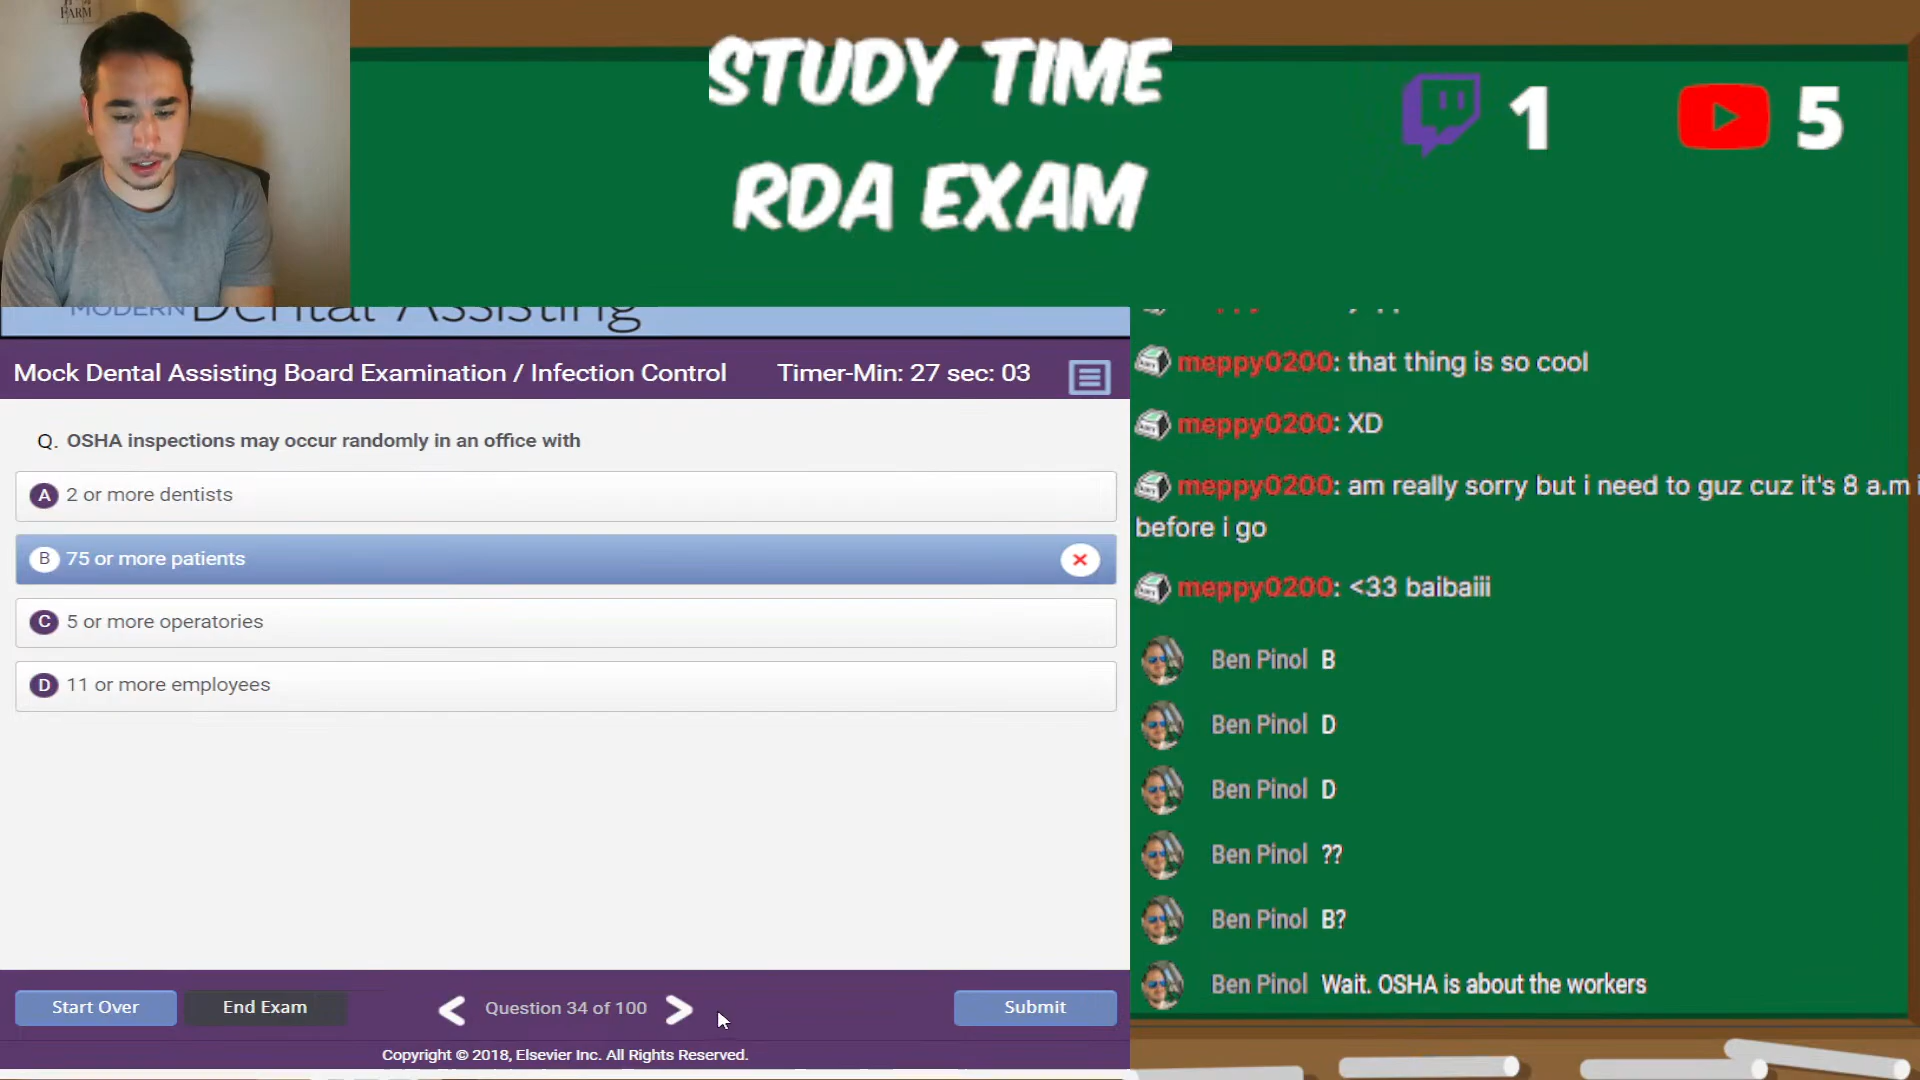 FARM
STUDY TIME
RDA EXAM
1
5
MODERN Dental Assisting
Mock Dental Assisting Board Examination / Infection Control
Timer-Min: 27 sec: 03
Q. OSHA inspections may occur randomly in an office with
A 2 or more dentists
B 75 or more patients
C 5 or more operatories
D 11 or more employees
Start Over
End Exam
Question 34 of 100
Submit
Copyright © 2018, Elsevier Inc. All Rights Reserved.
meppy0200: that thing is so cool
meppy0200: XD
meppy0200: am really sorry but i need to guz cuz it's 8 a.m i
before i go
meppy0200: <33 baibaiii
Ben Pinol B
Ben Pinol D
Ben Pinol D
Ben Pinol ??
Ben Pinol B?
Ben Pinol Wait. OSHA is about the workers